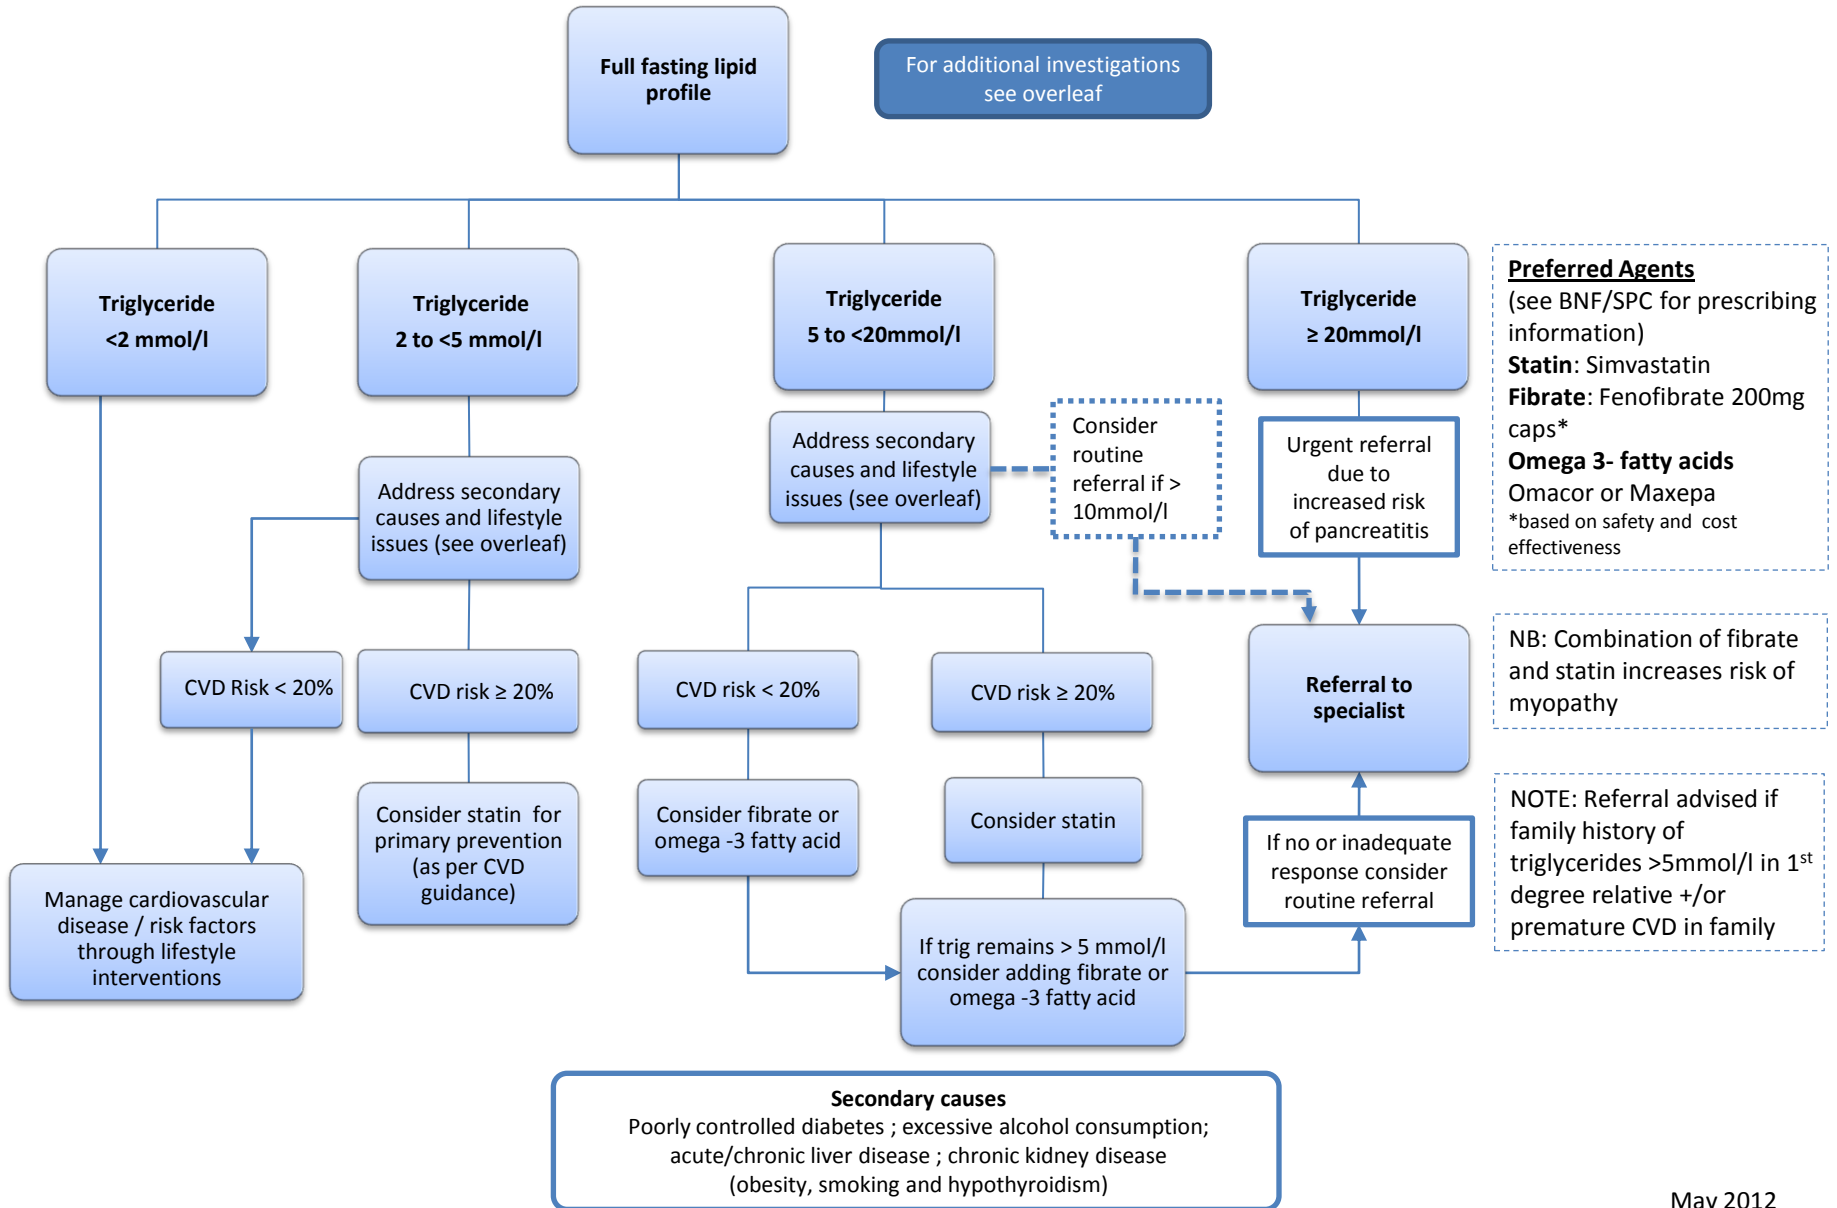 Full fasting lipid
profile
For additional investigations
see overleaf
Triglyceride
<2 mmol/l
Triglyceride
2 to <5 mmol/l
Triglyceride
5 to <20mmol/l
Triglyceride
≥ 20mmol/l
Preferred Agents
(see BNF/SPC for prescribing
information)
Statin: Simvastatin
Fibrate: Fenofibrate 200mg
caps*
Omega 3- fatty acids
Omacor or Maxepa
*based on safety and cost
effectiveness
Address secondary
causes and lifestyle
issues (see overleaf)
Address secondary
causes and lifestyle
issues (see overleaf)
Consider
routine
referral if >
10mmol/l
Urgent referral
due to
increased risk
of pancreatitis
CVD Risk < 20%
CVD risk ≥ 20%
CVD risk < 20%
CVD risk ≥ 20%
Referral to
specialist
NB: Combination of fibrate
and statin increases risk of
myopathy
Consider statin for
primary prevention
(as per CVD
guidance)
Consider fibrate or
omega -3 fatty acid
Consider statin
If no or inadequate
response consider
routine referral
NOTE: Referral advised if
family history of
triglycerides >5mmol/l in 1st
degree relative +/or
premature CVD in family
Manage cardiovascular
disease / risk factors
through lifestyle
interventions
If trig remains > 5 mmol/l
consider adding fibrate or
omega -3 fatty acid
Secondary causes
Poorly controlled diabetes ; excessive alcohol consumption;
acute/chronic liver disease ; chronic kidney disease
(obesity, smoking and hypothyroidism)
May 2012